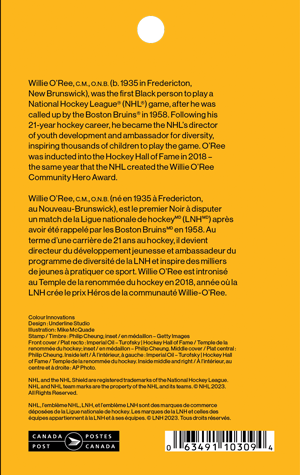 Willie O'Ree, C.M., O.N.B. (b. 1935 in Fredericton,
New Brunswick), was the first Black person to play a
National Hockey League® (NHL®) game, after he was
called up by the Boston Bruins® in 1958. Following his
21-year hockey career, he became the NHL's director
of youth development and ambassador for diversity,
inspiring thousands of children to play the game. O'Ree
was inducted into the Hockey Hall of Fame in 2018 –
the same year that the NHL created the Willie O'Ree
Community Hero Award.
Willie O'Ree, C.M., O.N.B. (né en 1935 à Fredericton,
au Nouveau-Brunswick), est le premier Noir à disputer
un match de la Ligue nationale de hockeyᴹᴰ (LNHᴹᴰ) après
avoir été rappelé par les Boston Bruinsᴹᴰ en 1958. Au
terme d'une carrière de 21 ans au hockey, il devient
directeur du développement jeunesse et ambassadeur du
programme de diversité de la LNH et inspire des milliers
de jeunes à pratiquer ce sport. Willie O'Ree est intronisé
au Temple de la renommée du hockey en 2018, année où la
LNH crée le prix Héros de la communauté Willie-O'Ree.
Colour Innovations
Design : Underline Studio
Illustration : Mike McQuade
Stamp / Timbre : Philip Cheung; inset / en médaillon – Getty Images
Front cover / Plat recto : Imperial Oil – Turofsky | Hockey Hall of Fame / Temple de la
renommée du hockey; inset / en médaillon – Philip Cheung. Middle cover / Plat central :
Philip Cheung. Inside left / À l'intérieur, à gauche : Imperial Oil – Turofsky | Hockey Hall
of Fame / Temple de la renommée du hockey. Inside middle and right / À l'intérieur, au
centre et à droite : AP Photo.
NHL and the NHL Shield are registered trademarks of the National Hockey League.
NHL and NHL team marks are the property of the NHL and its teams. © NHL 2023.
All Rights Reserved.
NHL, l'emblème NHL, LNH, et l'emblème LNH sont des marques de commerce
déposées de la Ligue nationale de hockey. Les marques de la LNH et celles des
équipes appartiennent à la LNH et à ses équipes. © LNH 2023. Tous droits réservés.
CANADA POSTES
POST CANADA
0 63491 10309 4